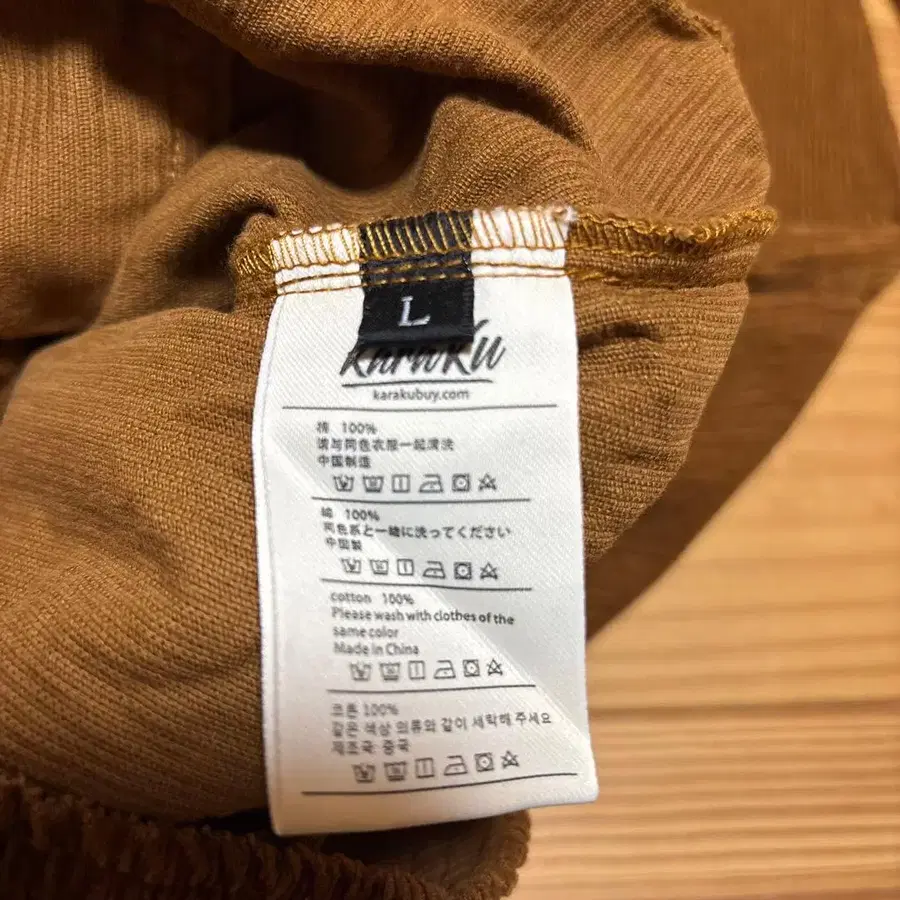 L
karaku
karakubuy.com
棉 100%
请与同色衣服一起清洗
中国制造
綿 100%
同色系と一緒に洗ってください
中国製
cotton 100%
Please wash with clothes of the
same color
Made in China
코튼 100%
같은 색상 의류와 같이 세탁해 주세요
제조국: 중국